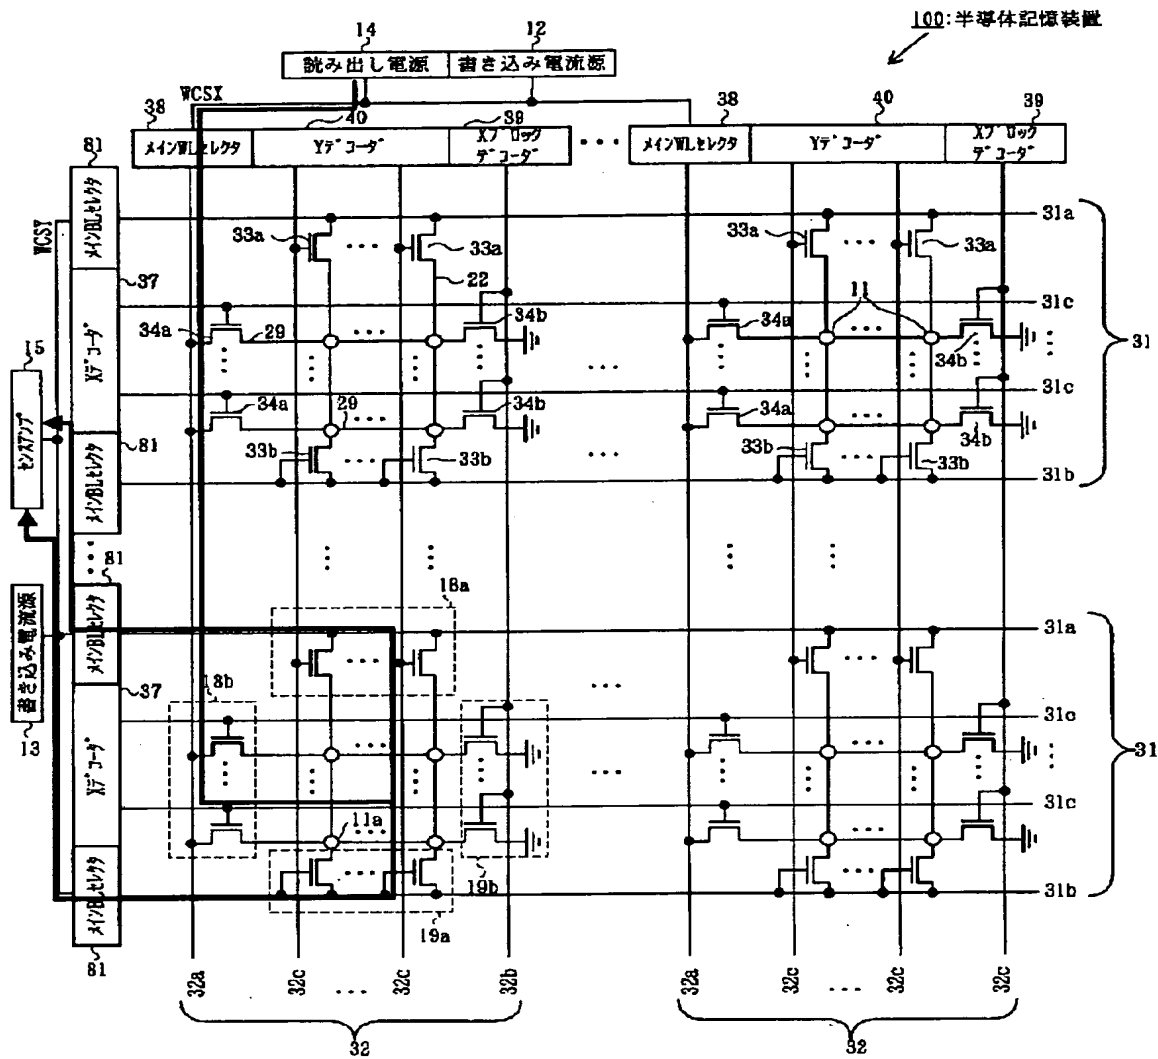 100:半導体記憶装置
14
12
読み出し電源
書き込み電流源
WCSX
38
40
39
メインWLセレクタ
Yデコーダ
Xブロック
デコーダ
38
40
39
メインWLセレクタ
Yデコーダ
Xブロック
デコーダ
81
メインBLセレクタ
WCSY
31a
33a
33a
33a
33a
37
22
11
31c
34a
29
34b
34a
34b
31
15
Xデコーダ
センスアンプ
31c
34a
29
34b
34a
34b
81
メインBLセレクタ
33b
33b
33b
33b
31b
81
18a
メインBLセレクタ
31a
書き込み電流源
13
37
18b
31c
Xデコーダ
31
31c
11a
19b
メインBLセレクタ
31b
19a
81
32a
32c
32c
32b
32a
32c
32c
32c
32
32